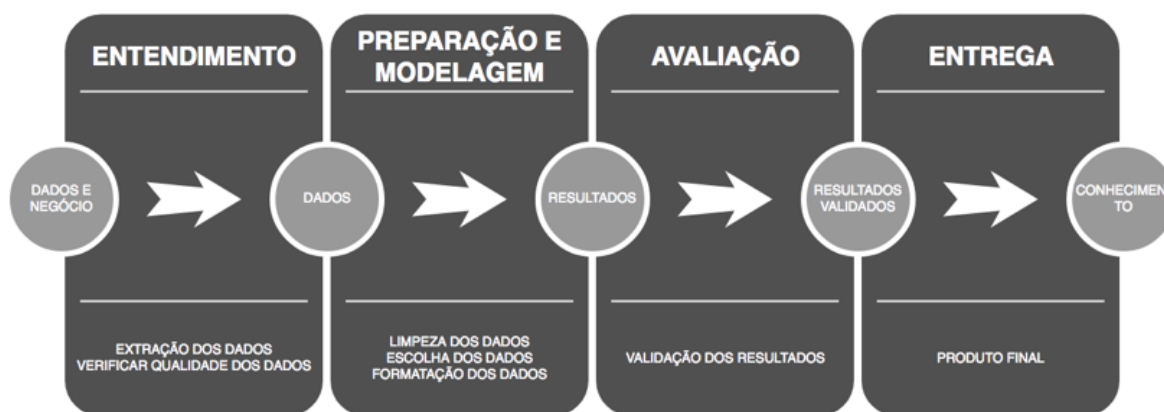 ENTENDIMENTO
PREPARAÇÃO E
MODELAGEM
AVALIAÇÃO
ENTREGA
DADOS E
NEGÓCIO
DADOS
RESULTADOS
RESULTADOS
VALIDADOS
CONHECIMEN
TO
EXTRAÇÃO DOS DADOS
VERIFICAR QUALIDADE DOS DADOS
LIMPEZA DOS DADOS
ESCOLHA DOS DADOS
FORMATAÇÃO DOS DADOS
VALIDAÇÃO DOS RESULTADOS
PRODUTO FINAL